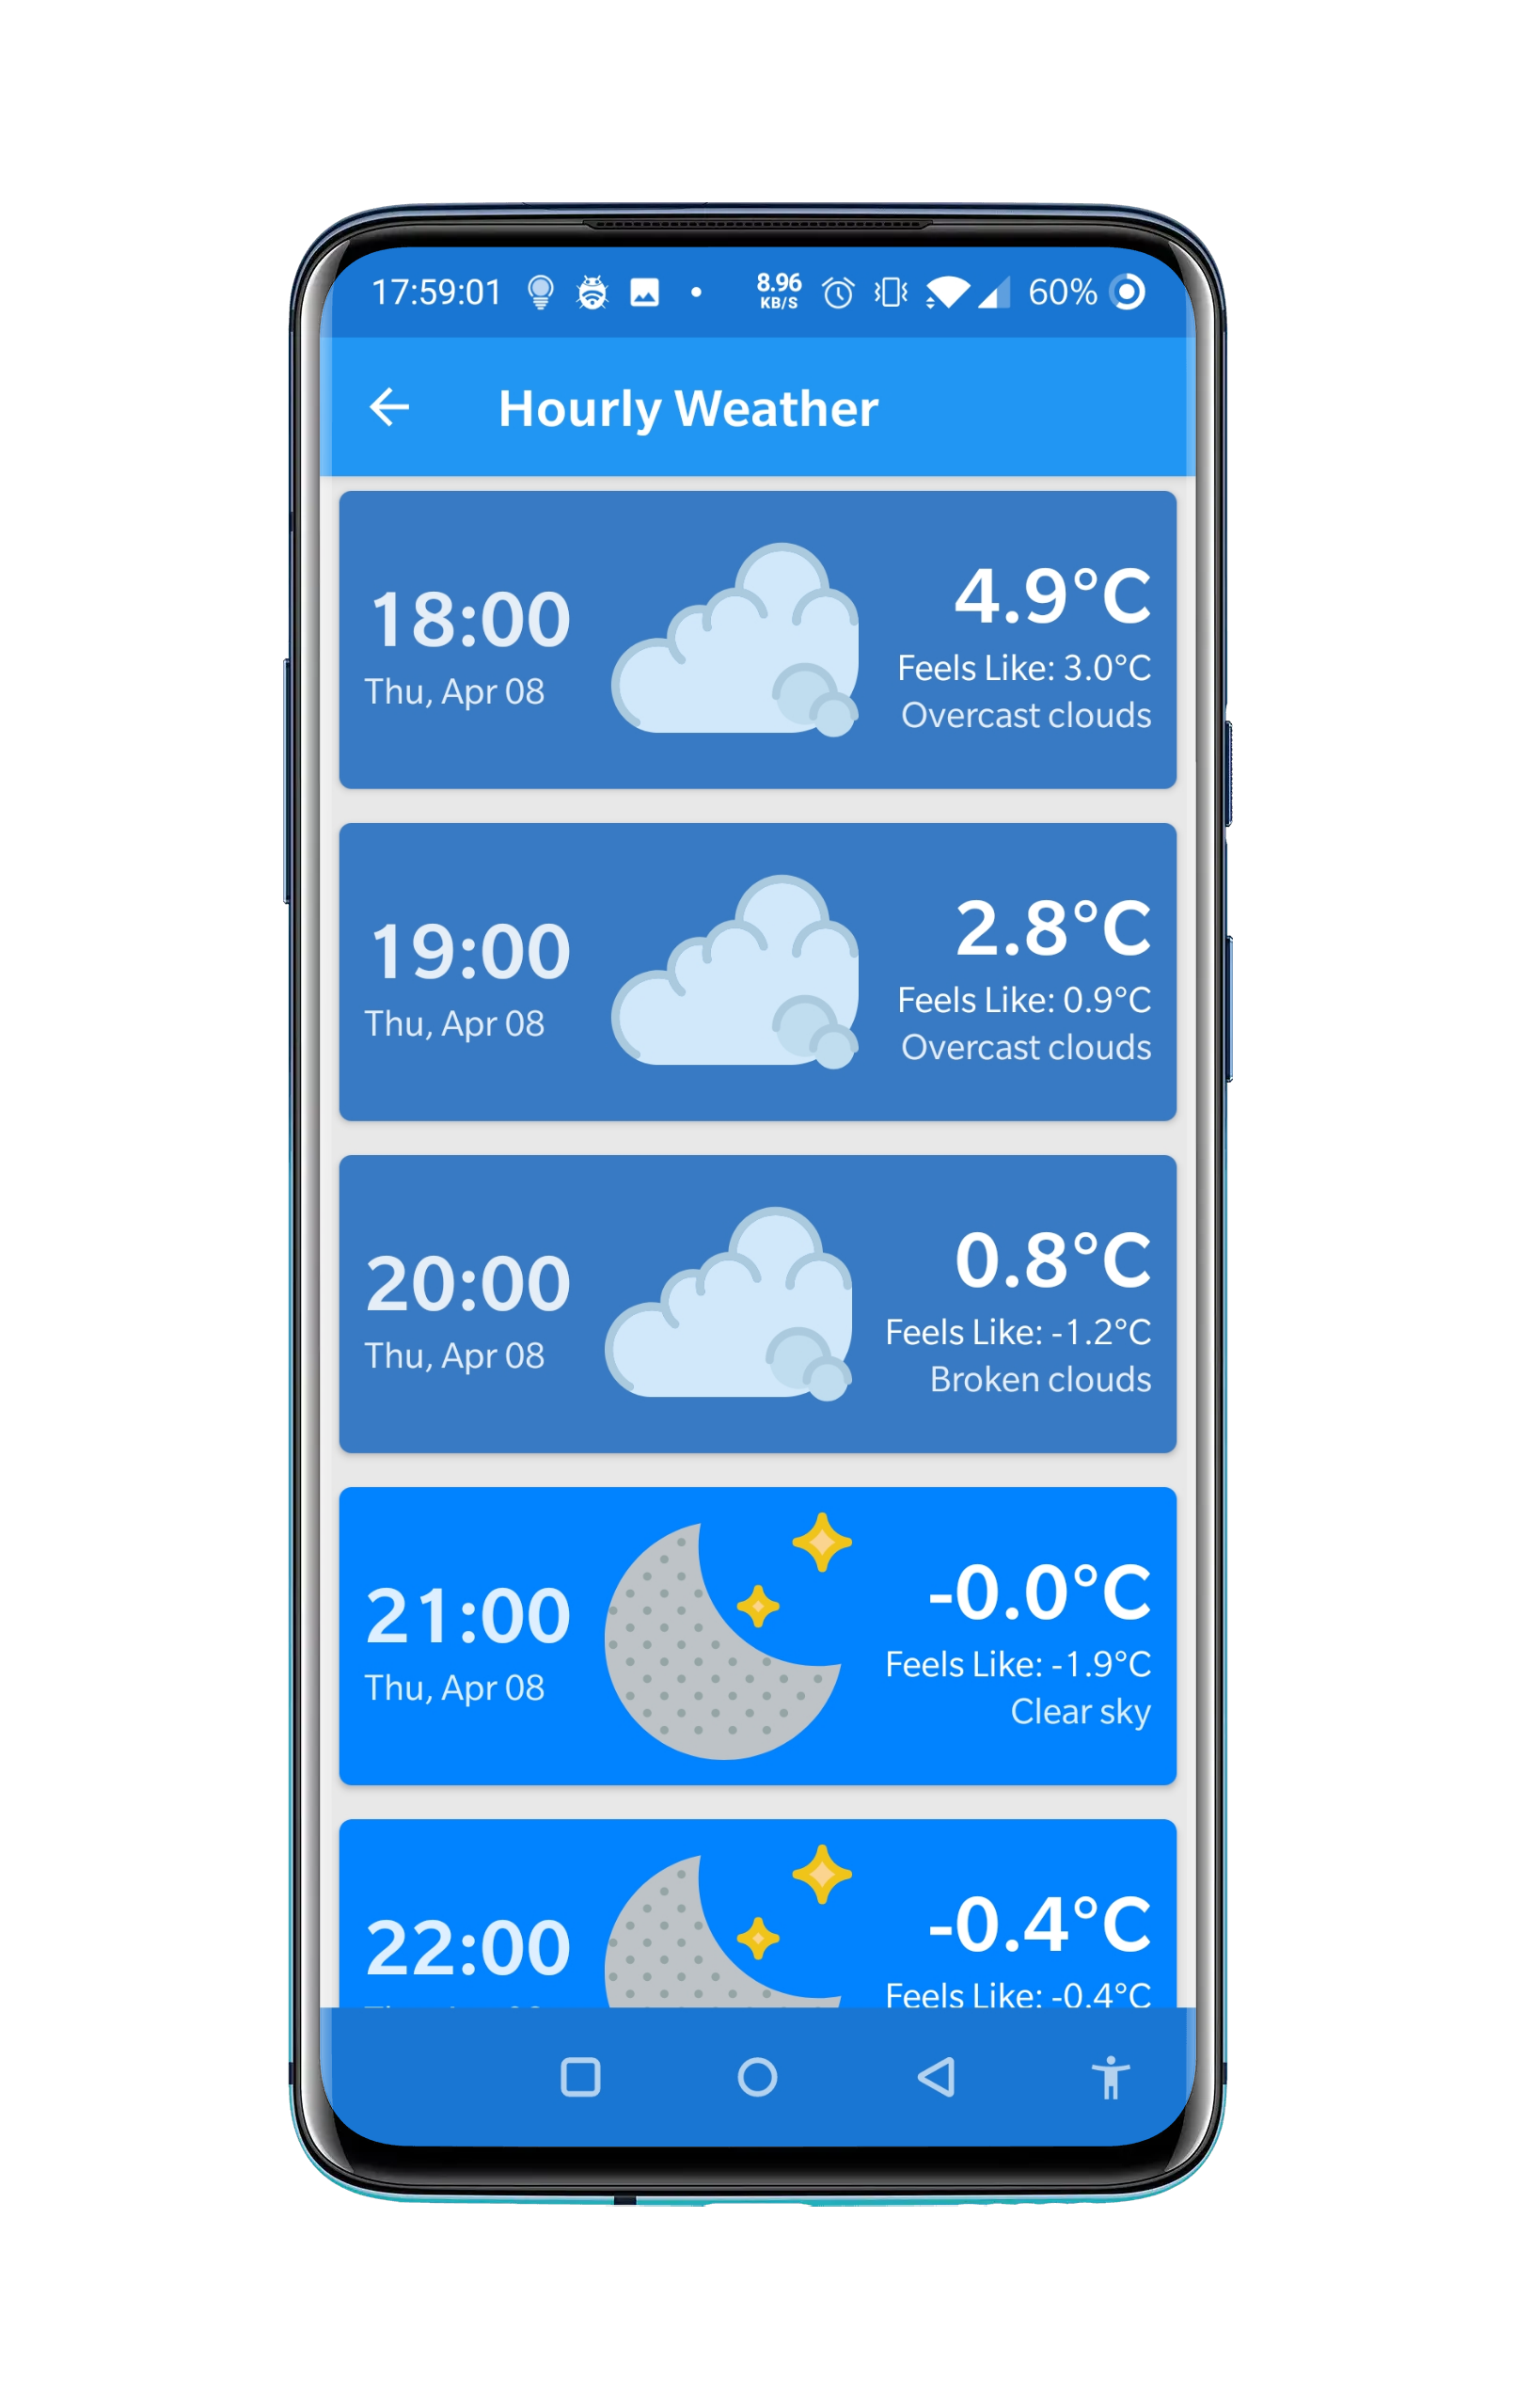 17:59:01 8.96 KB/S 60%
Hourly Weather
18:00
Thu, Apr 08
4.9°C
Feels Like: 3.0°C
Overcast clouds
19:00
Thu, Apr 08
2.8°C
Feels Like: 0.9°C
Overcast clouds
20:00
Thu, Apr 08
0.8°C
Feels Like: -1.2°C
Broken clouds
21:00
Thu, Apr 08
-0.0°C
Feels Like: -1.9°C
Clear sky
22:00
-0.4°C
Feels Like: -0.4°C